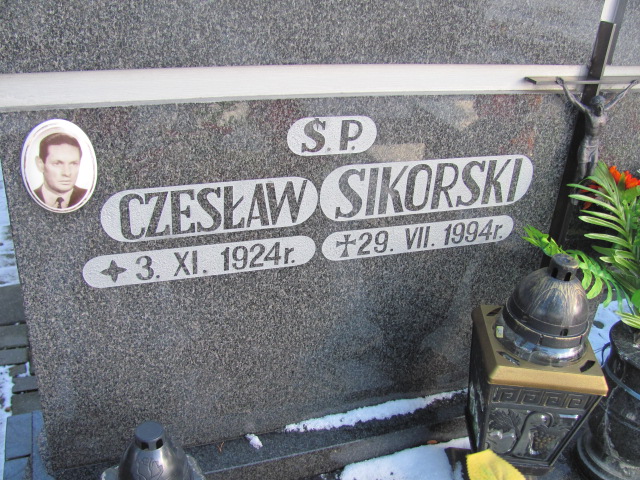 Ś.P.
CZESŁAW SIKORSKI
3. XI. 1924r. 29. VII. 1994r.